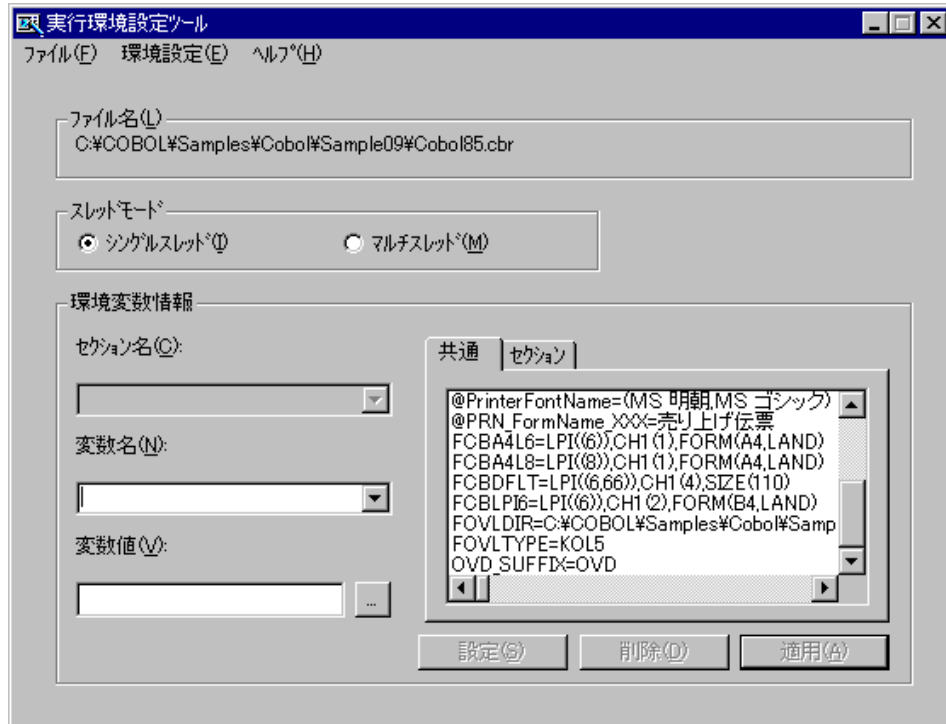 実行環境設定ツール
ファイル(F) 環境設定(E) ヘルプ(H)
ファイル名(L)
C:¥COBOL¥Samples¥Cobol¥Sample09¥Cobol85.cbr
スレッドモード
シングルスレッド(I) マルチスレッド(M)
環境変数情報
セクション名(C):
変数名(N):
変数値(V):
...
共通 セクション
@PrinterFontName=(MS 明朝,MS ゴシック)
@PRN_FormName_XXX=売り上げ伝票
FCBA4L6=LPI((6)),CH1(1),FORM(A4,LAND)
FCBA4L8=LPI((8)),CH1(1),FORM(A4,LAND)
FCBDFLT=LPI((6,66)),CH1(4),SIZE(110)
FCBLPI6=LPI((6)),CH1(2),FORM(B4,LAND)
FOVLDIR=C:¥COBOL¥Samples¥Cobol¥Samp
FOVLTYPE=KOL5
OVD_SUFFIX=OVD
設定(S) 削除(D) 適用(A)